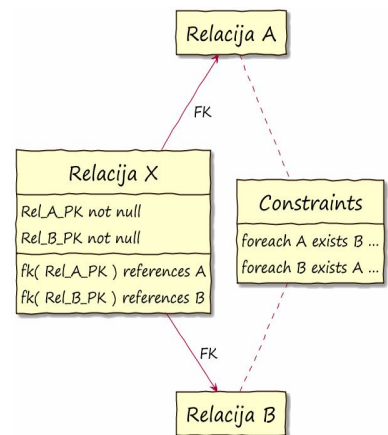 Relacija A
FK
Relacija X
Rel_A_PK not null
Rel_B_PK not null
fk( Rel_A_PK ) references A
fk( Rel_B_PK ) references B
Constraints
foreach A exists B ...
foreach B exists A ...
FK
Relacija B